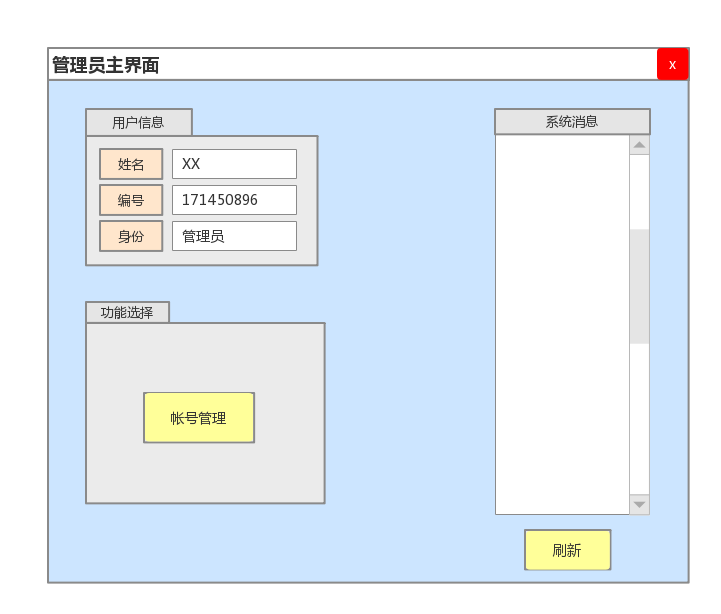 管理员主界面
x
用户信息
姓名
XX
编号
171450896
身份
管理员
功能选择
帐号管理
系统消息
刷新